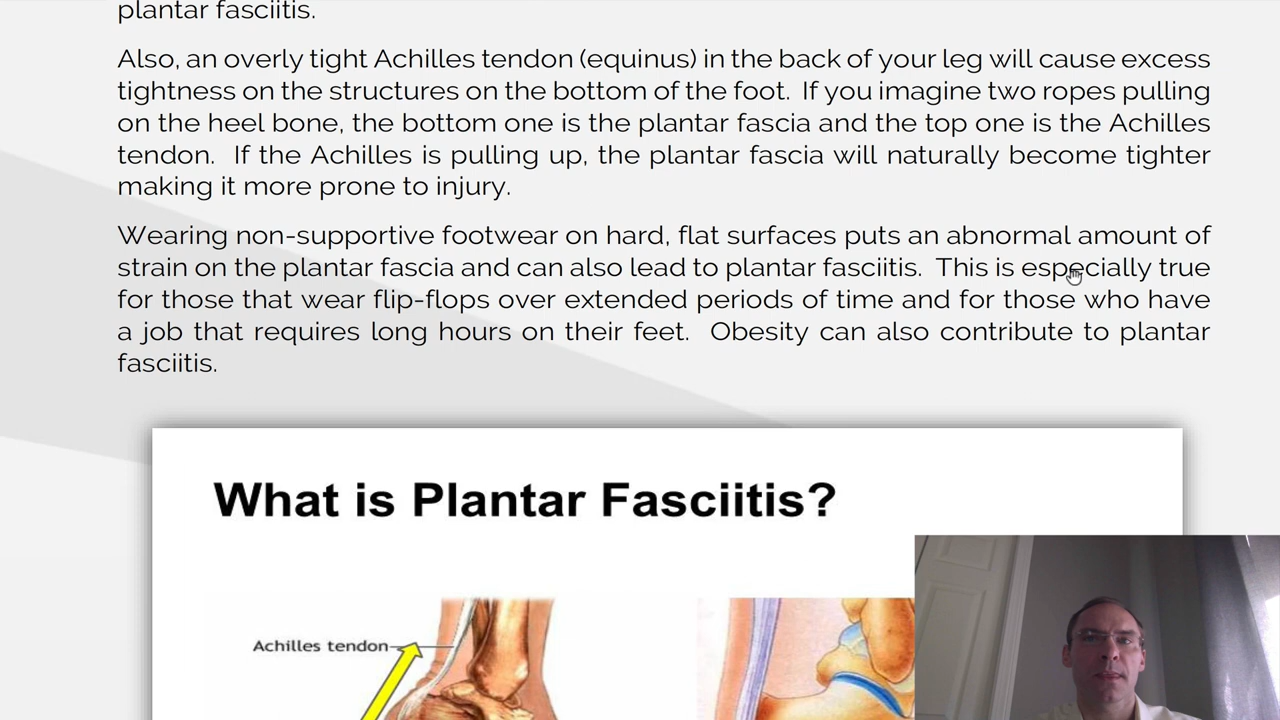 plantar fasciitis.
Also, an overly tight Achilles tendon (equinus) in the back of your leg will cause excess
tightness on the structures on the bottom of the foot. If you imagine two ropes pulling
on the heel bone, the bottom one is the plantar fascia and the top one is the Achilles
tendon. If the Achilles is pulling up, the plantar fascia will naturally become tighter
making it more prone to injury.
Wearing non-supportive footwear on hard, flat surfaces puts an abnormal amount of
strain on the plantar fascia and can also lead to plantar fasciitis. This is especially true
for those that wear flip-flops over extended periods of time and for those who have
a job that requires long hours on their feet. Obesity can also contribute to plantar
fasciitis.
What is Plantar Fasciitis?
Achilles tendon